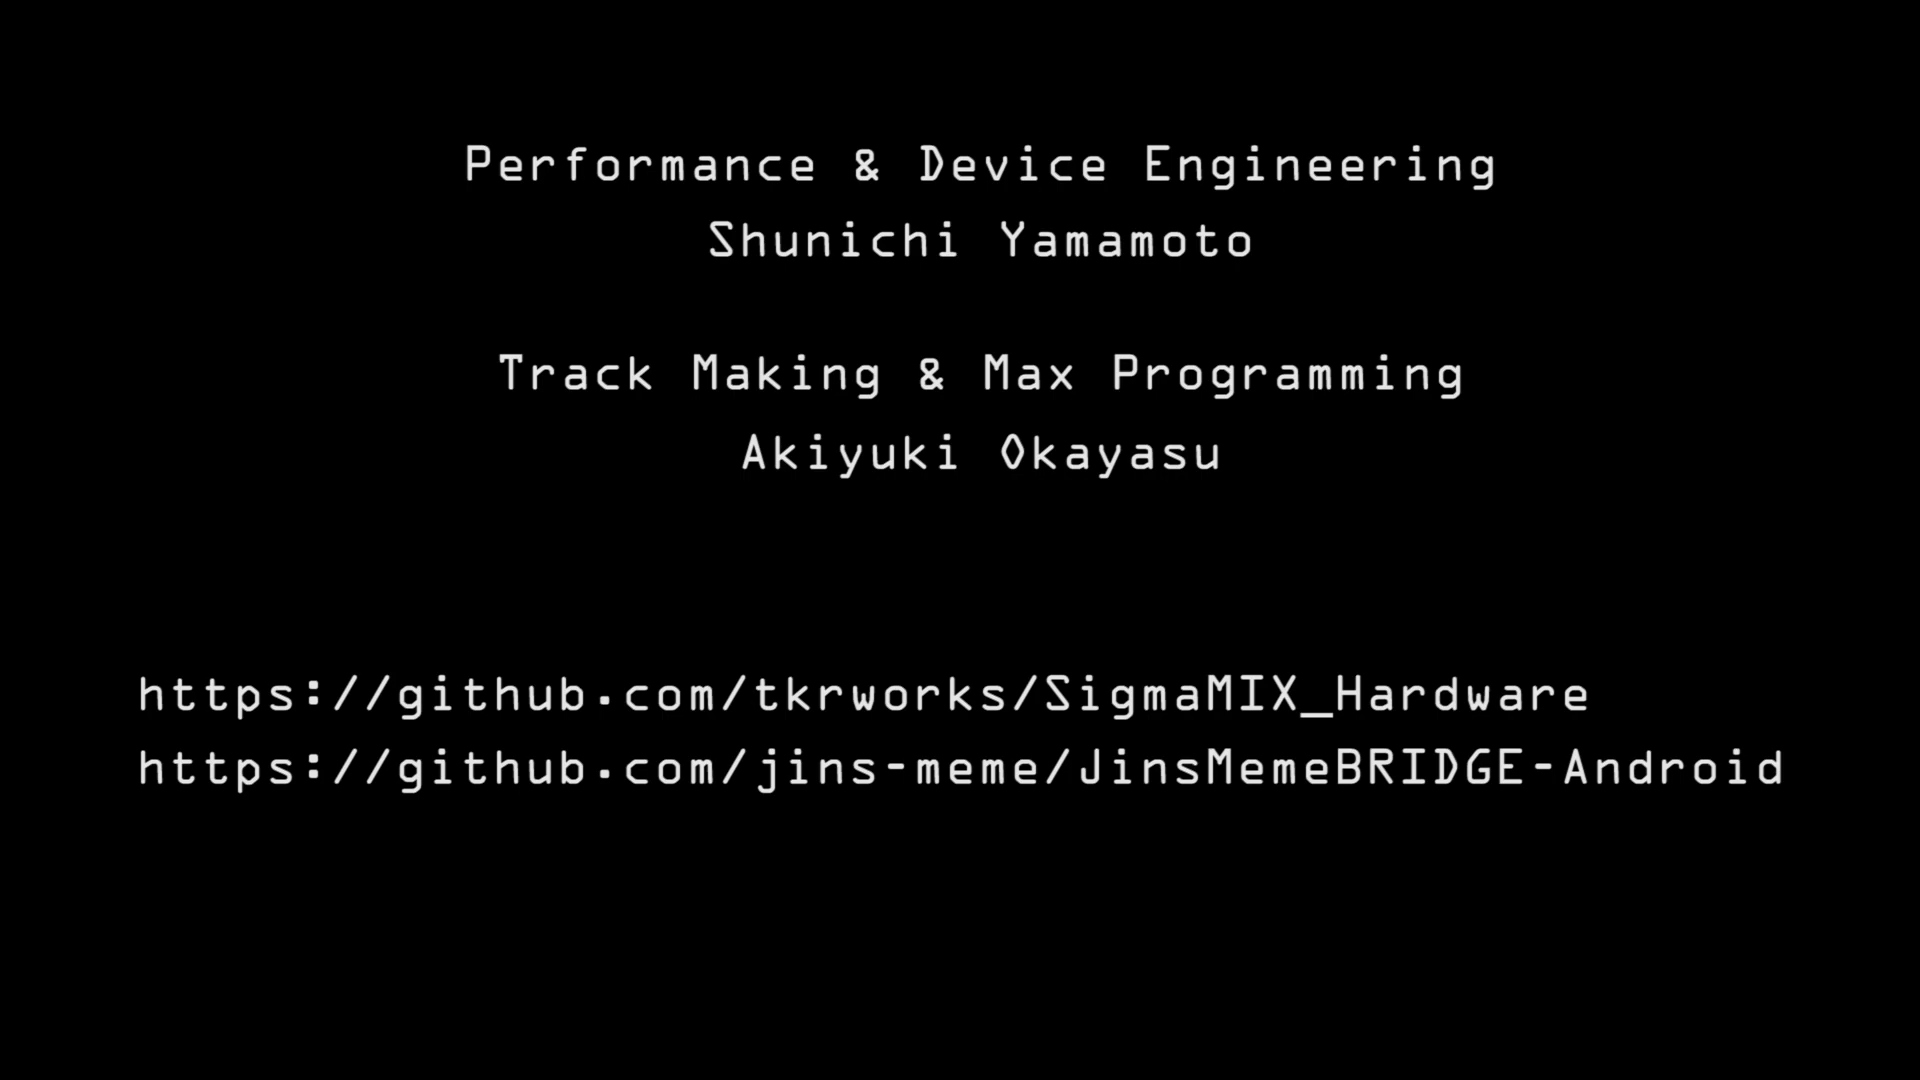 Performance & Device Engineering
Shunichi Yamamoto
Track Making & Max Programming
Akiyuki Okayasu
https://github.com/tkrworks/SigmaMIX_Hardware
https://github.com/jins-meme/JinsMemeBRIDGE-Android